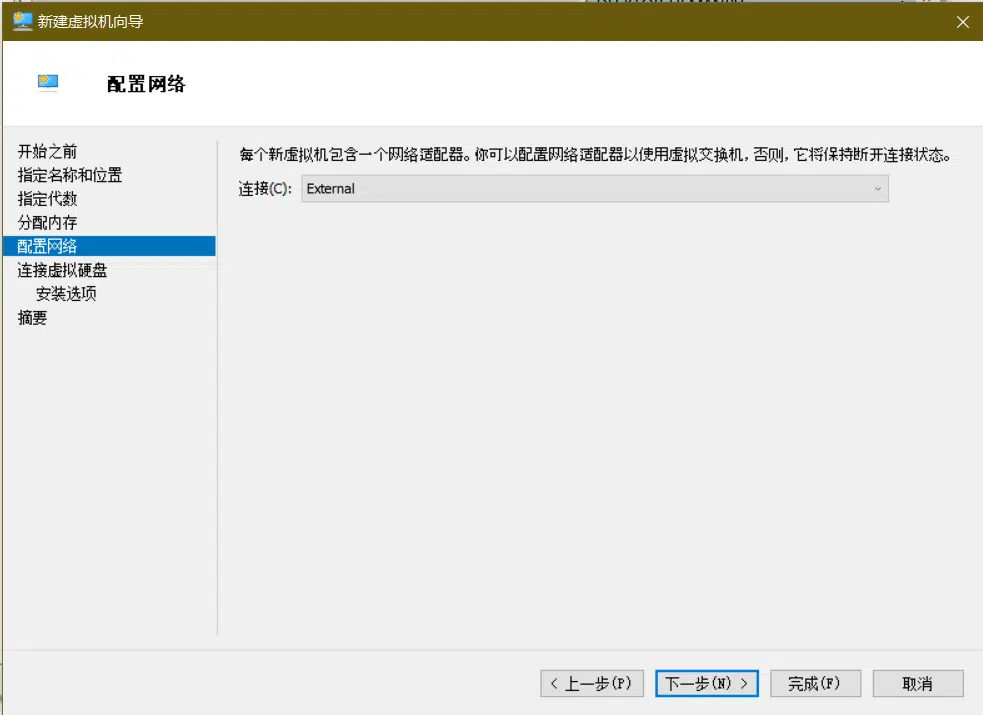 新建虚拟机向导
配置网络
开始之前
指定名称和位置
指定代数
分配内存
配置网络
连接虚拟硬盘
安装选项
摘要
每个新虚拟机包含一个网络适配器。你可以配置网络适配器以使用虚拟交换机，否则，它将保持断开连接状态。
连接(C): External
< 上一步(P) 下一步(N) > 完成(F) 取消